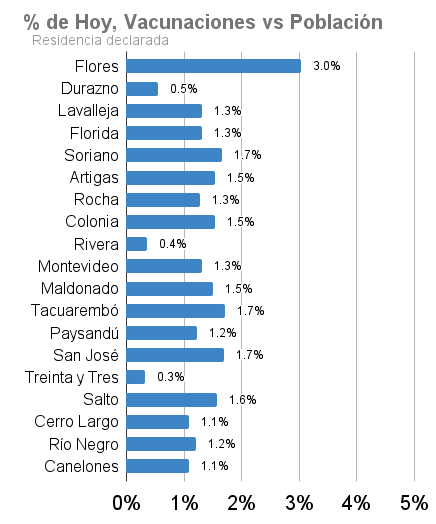 % de Hoy, Vacunaciones vs Población
Residencia declarada
Flores 3.0%
Durazno 0.5%
Lavalleja 1.3%
Florida 1.3%
Soriano 1.7%
Artigas 1.5%
Rocha 1.3%
Colonia 1.5%
Rivera 0.4%
Montevideo 1.3%
Maldonado 1.5%
Tacuarembó 1.7%
Paysandú 1.2%
San José 1.7%
Treinta y Tres 0.3%
Salto 1.6%
Cerro Largo 1.1%
Río Negro 1.2%
Canelones 1.1%
0% 1% 2% 3% 4% 5%